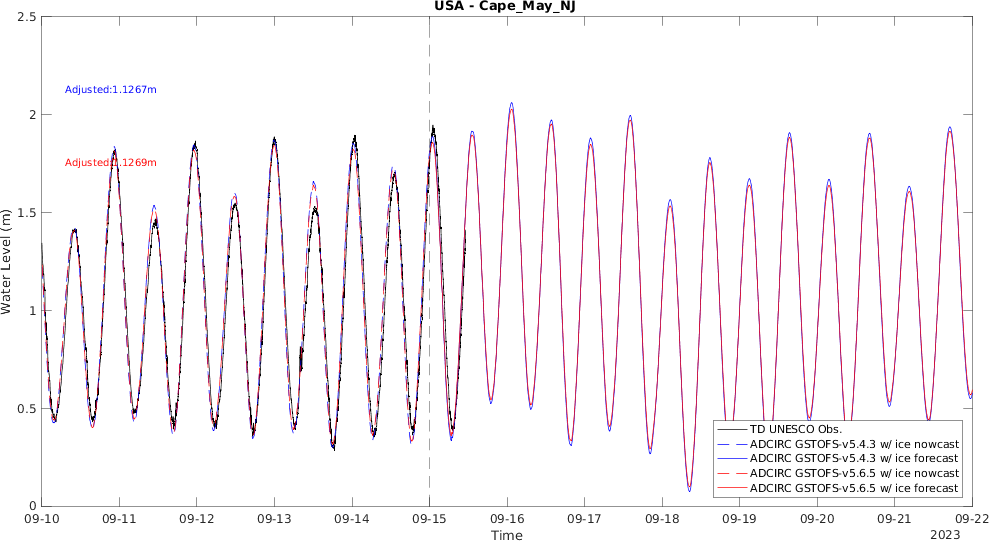 USA - Cape_May_NJ
2.5
2
1.5
1
0.5
0
Water Level (m)
Adjusted:1.1267m
Adjusted:1.1269m
TD UNESCO Obs.
ADCIRC GSTOFS-v5.4.3 w/ ice nowcast
ADCIRC GSTOFS-v5.4.3 w/ ice forecast
ADCIRC GSTOFS-v5.6.5 w/ ice nowcast
ADCIRC GSTOFS-v5.6.5 w/ ice forecast
09-10 09-11 09-12 09-13 09-14 09-15 09-16 09-17 09-18 09-19 09-20 09-21 09-22
Time
2023